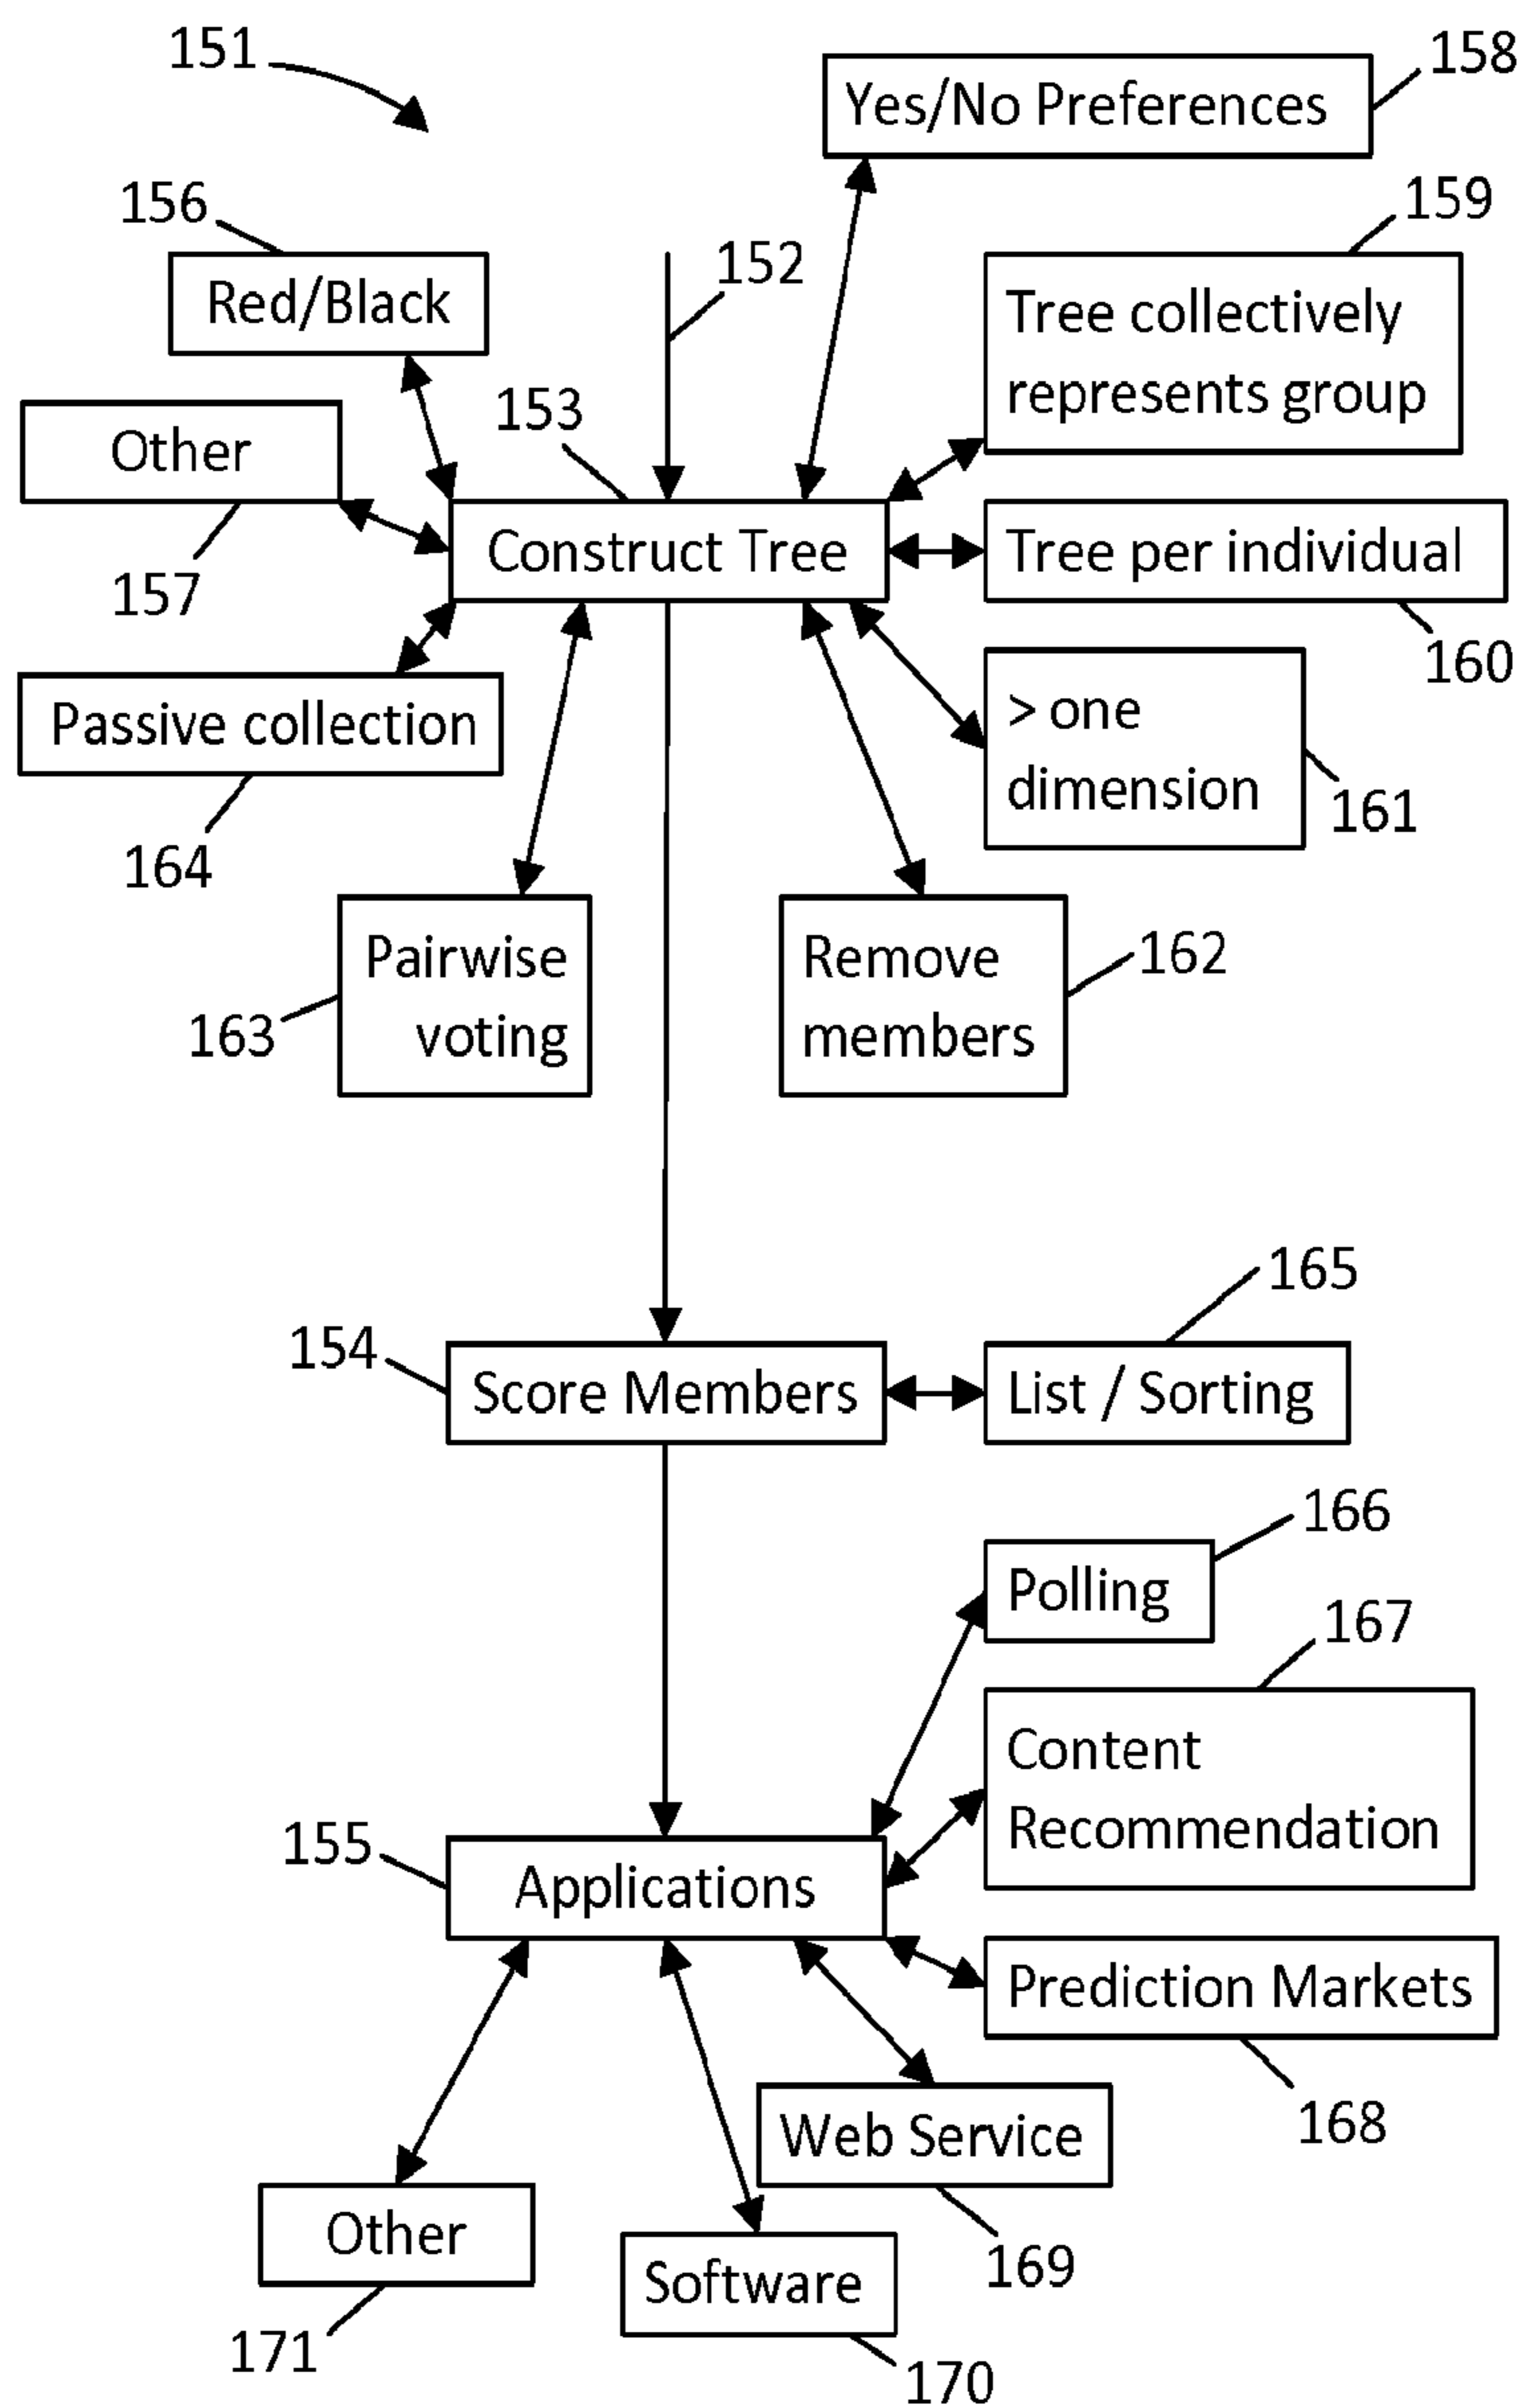 151
158
Yes/No Preferences
156
159
Red/Black
152
Tree collectively
represents group
153
Other
Construct Tree
Tree per individual
157
160
Passive collection
> one
dimension
161
164
Pairwise
voting
163
Remove
members
162
165
154
Score Members
List / Sorting
166
Polling
167
Content
Recommendation
155
Applications
Prediction Markets
168
Web Service
169
Other
171
Software
170